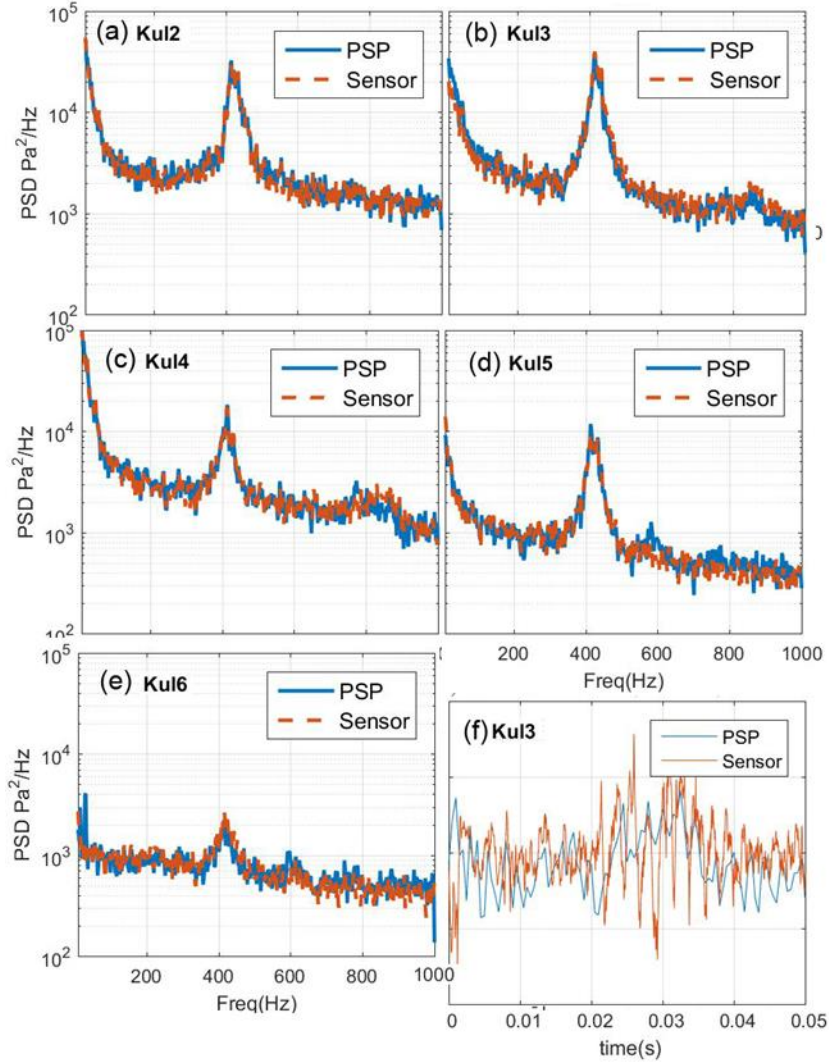 10^5
(a) Kul2
PSP
Sensor
(b) Kul3
PSP
Sensor
10^4
PSD Pa^2/Hz
10^3
0
10^2
10^5
(c) Kul4
PSP
Sensor
(d) Kul5
PSP
Sensor
10^4
PSD Pa^2/Hz
10^3
10^2
200 400 600 800 1000
Freq(Hz)
10^5
(e) Kul6
PSP
Sensor
(f) Kul3
PSP
Sensor
10^4
PSD Pa^2/Hz
10^3
10^2
200 400 600 800 1000
Freq(Hz)
0 0.01 0.02 0.03 0.04 0.05
time(s)